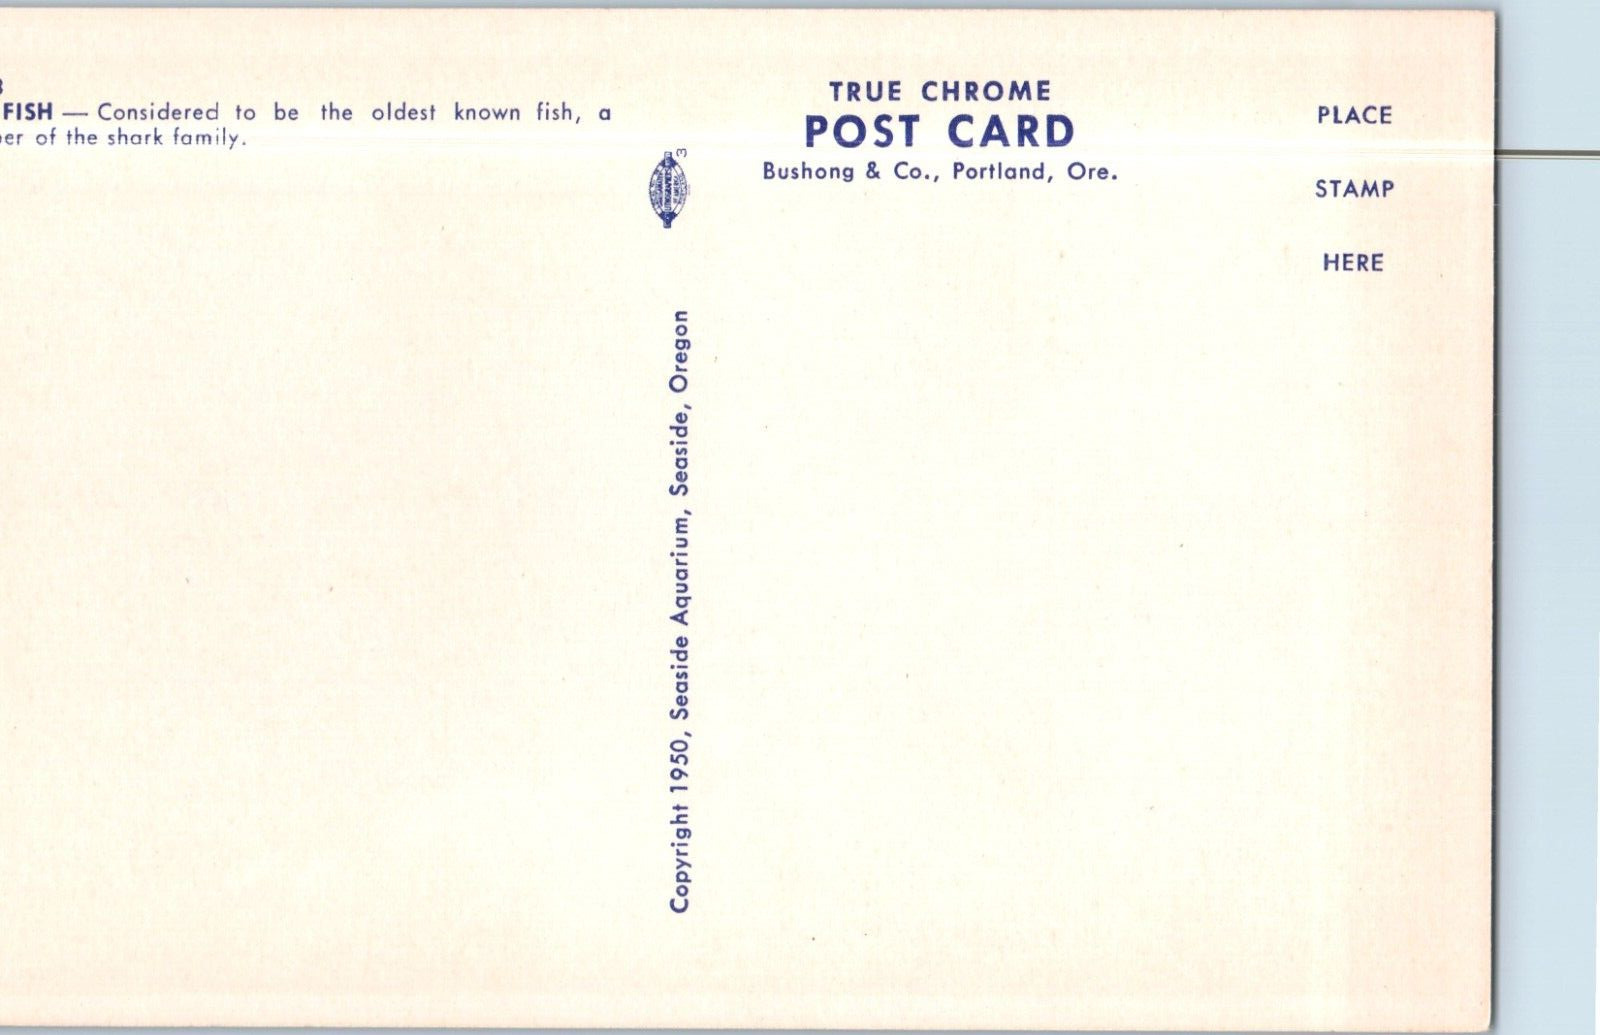 FISH — Considered to be the oldest known fish, a
of the shark family.
TRUE CHROME
POST CARD
Bushong & Co., Portland, Ore.
PLACE
STAMP
HERE
3
Copyright 1950, Seaside Aquarium, Seaside, Oregon